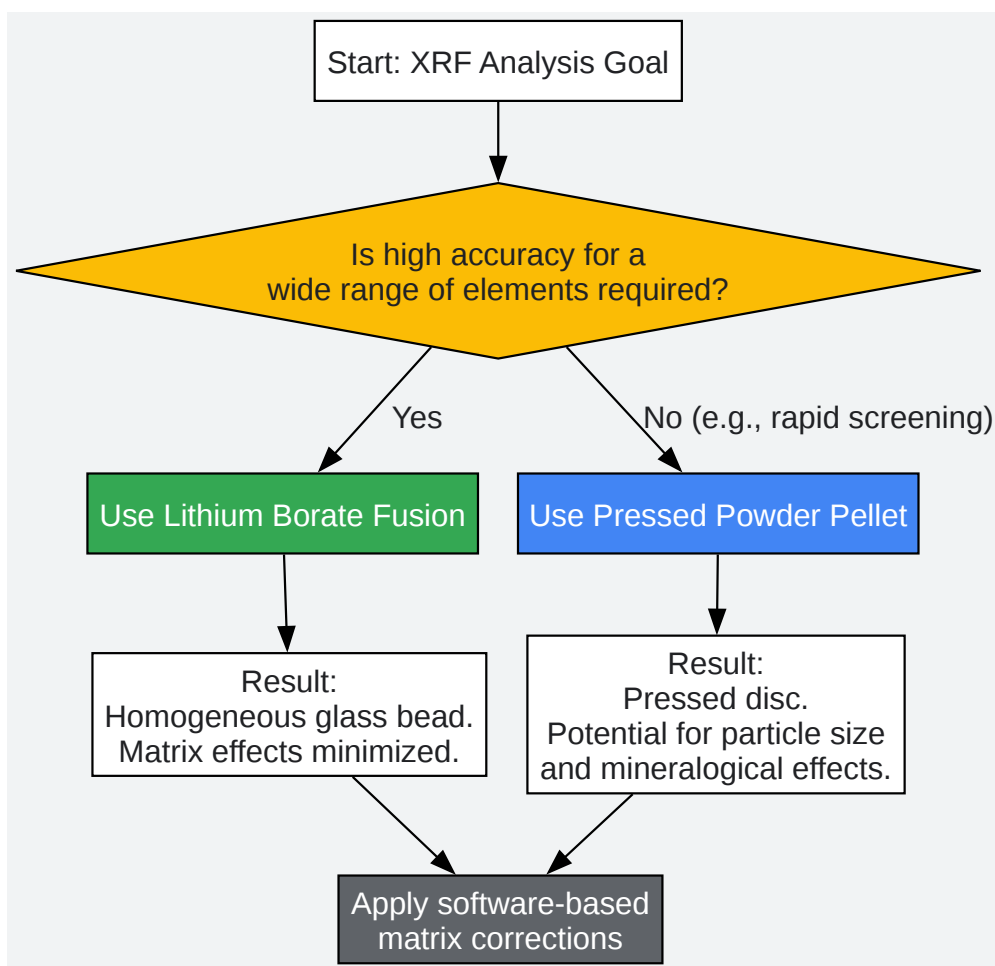 Start: XRF Analysis Goal
Is high accuracy for a
wide range of elements required?
Yes
No (e.g., rapid screening)
Use Lithium Borate Fusion
Use Pressed Powder Pellet
Result:
Homogeneous glass bead.
Matrix effects minimized.
Result:
Pressed disc.
Potential for particle size
and mineralogical effects.
Apply software-based
matrix corrections